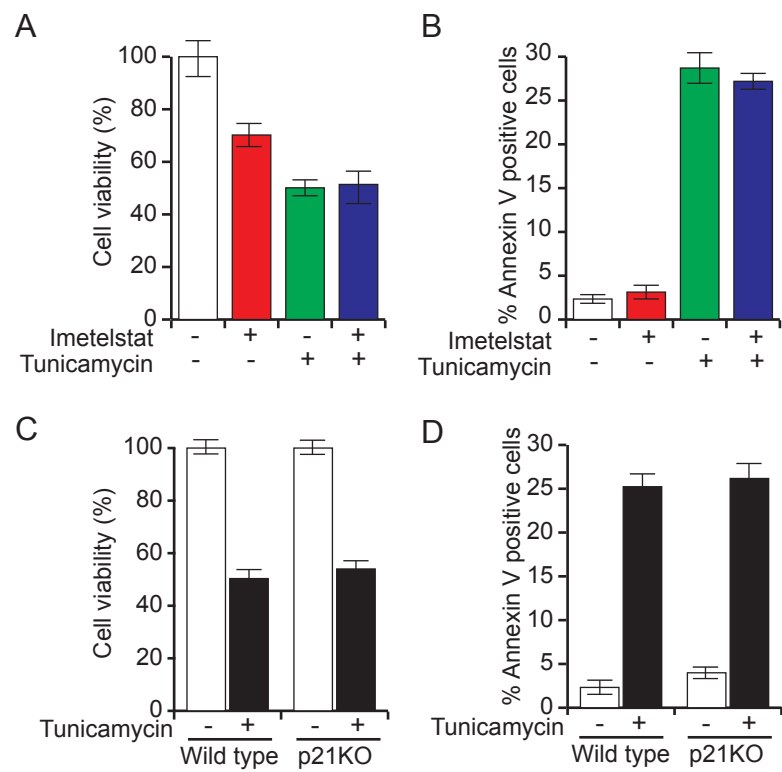 A
Cell viability (%)
100
80
60
40
20
0
Imetelstat - + - +
Tunicamycin - - + +
B
% Annexin V positive cells
30
25
20
15
10
5
0
Imetelstat - + - +
Tunicamycin - - + +
C
Cell viability (%)
100
80
60
40
20
0
Tunicamycin - + - +
Wild type p21KO
D
% Annexin V positive cells
30
25
20
15
10
5
0
Tunicamycin - + - +
Wild type p21KO